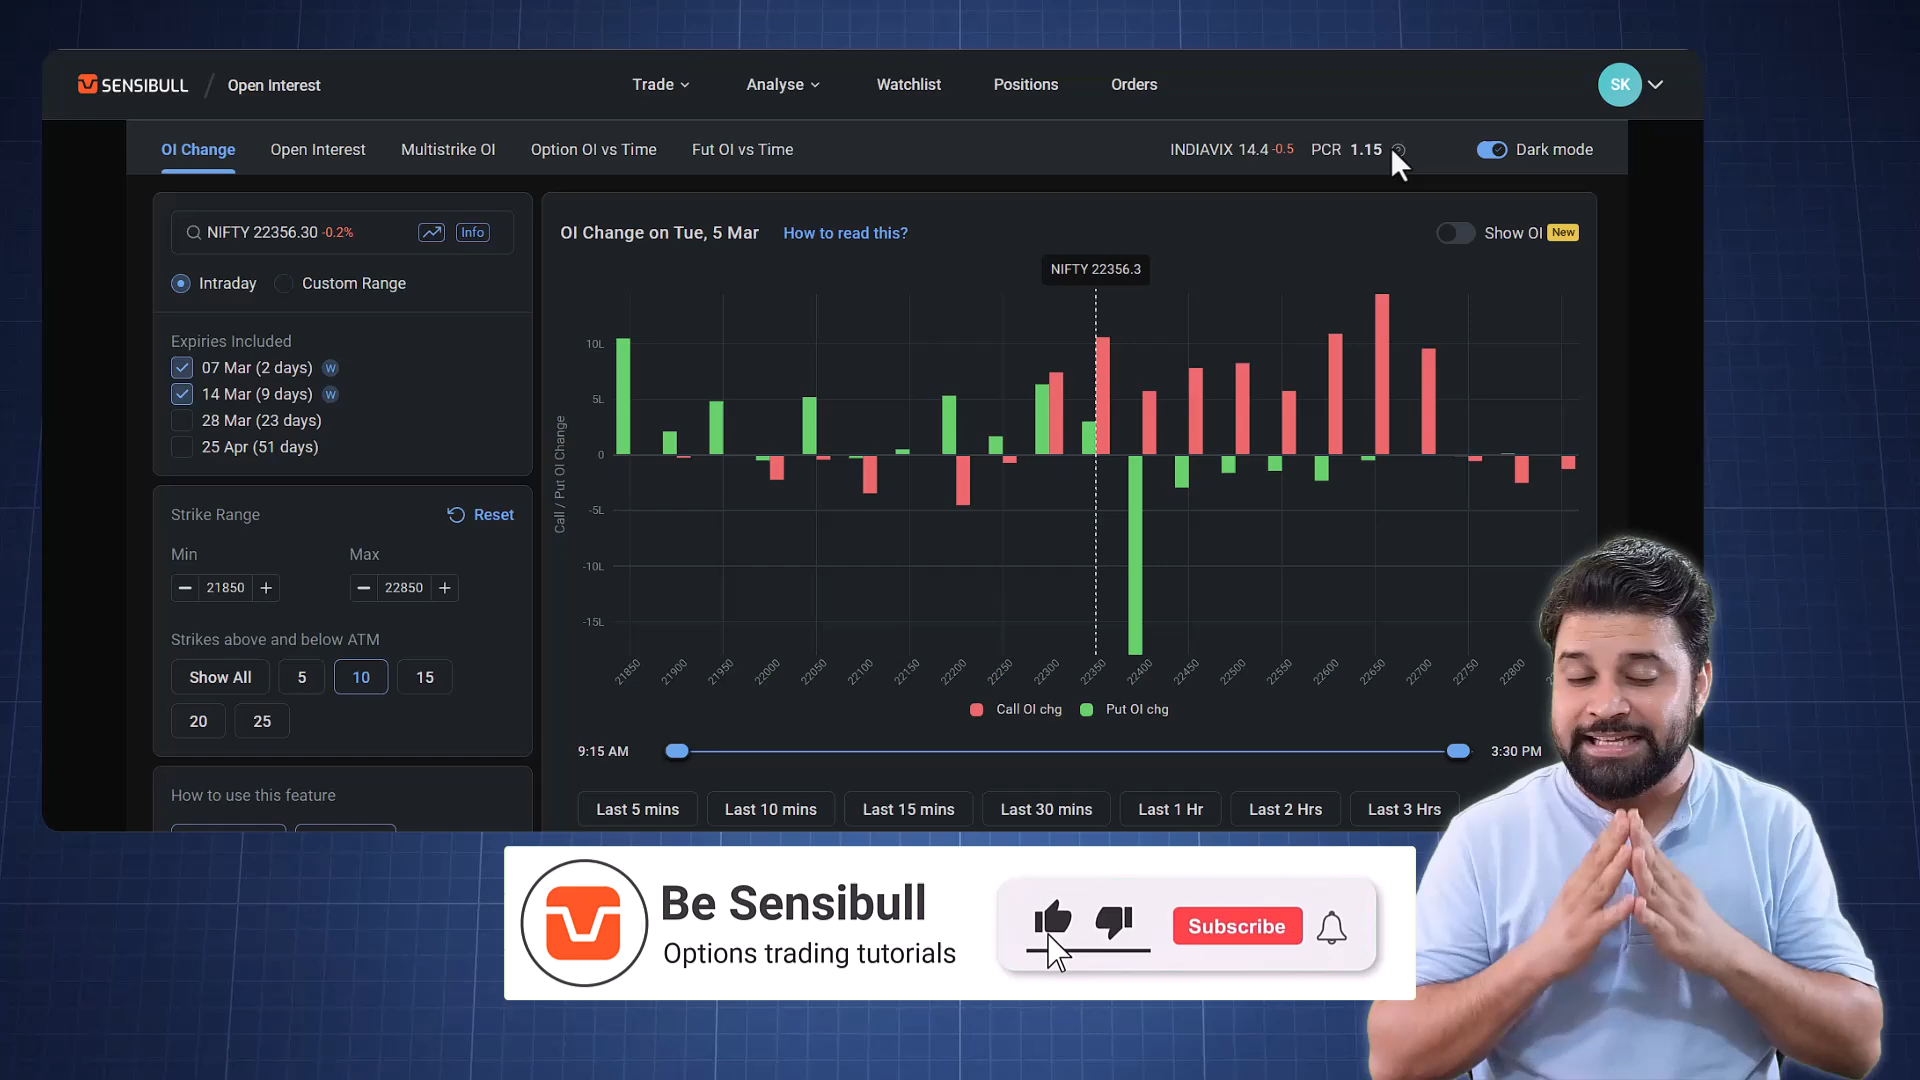 SENSIBULL / Open Interest
Trade
Analyse
Watchlist
Positions
Orders
SK
OI Change
Open Interest
Multistrike OI
Option OI vs Time
Fut OI vs Time
INDIAVIX 14.4 -0.5
PCR 1.15
Dark mode
NIFTY 22356.30 -0.2%
Info
Intraday
Custom Range
Expiries Included
07 Mar (2 days) W
14 Mar (9 days) W
28 Mar (23 days)
25 Apr (51 days)
Strike Range
Reset
Min
Max
21850
22850
Strikes above and below ATM
Show All
5
10
15
20
25
How to use this feature
OI Change on Tue, 5 Mar
How to read this?
Show OI New
NIFTY 22356.3
Call / Put OI Change
10L
5L
0
-5L
-10L
-15L
21850
21900
21950
22000
22050
22100
22150
22200
22250
22300
22350
22400
22450
22500
22550
22600
22650
22700
22750
22800
Call OI chg
Put OI chg
9:15 AM
3:30 PM
Last 5 mins
Last 10 mins
Last 15 mins
Last 30 mins
Last 1 Hr
Last 2 Hrs
Last 3 Hrs
Be Sensibull
Options trading tutorials
Subscribe